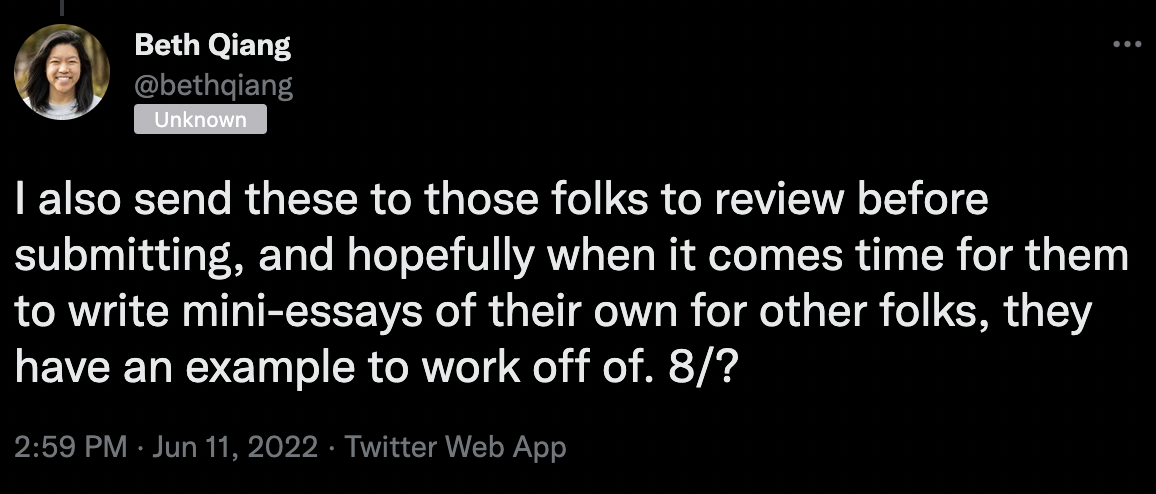 Beth Qiang
@bethqiang
Unknown
I also send these to those folks to review before
submitting, and hopefully when it comes time for them
to write mini-essays of their own for other folks, they
have an example to work off of. 8/?
2:59 PM · Jun 11, 2022 · Twitter Web App